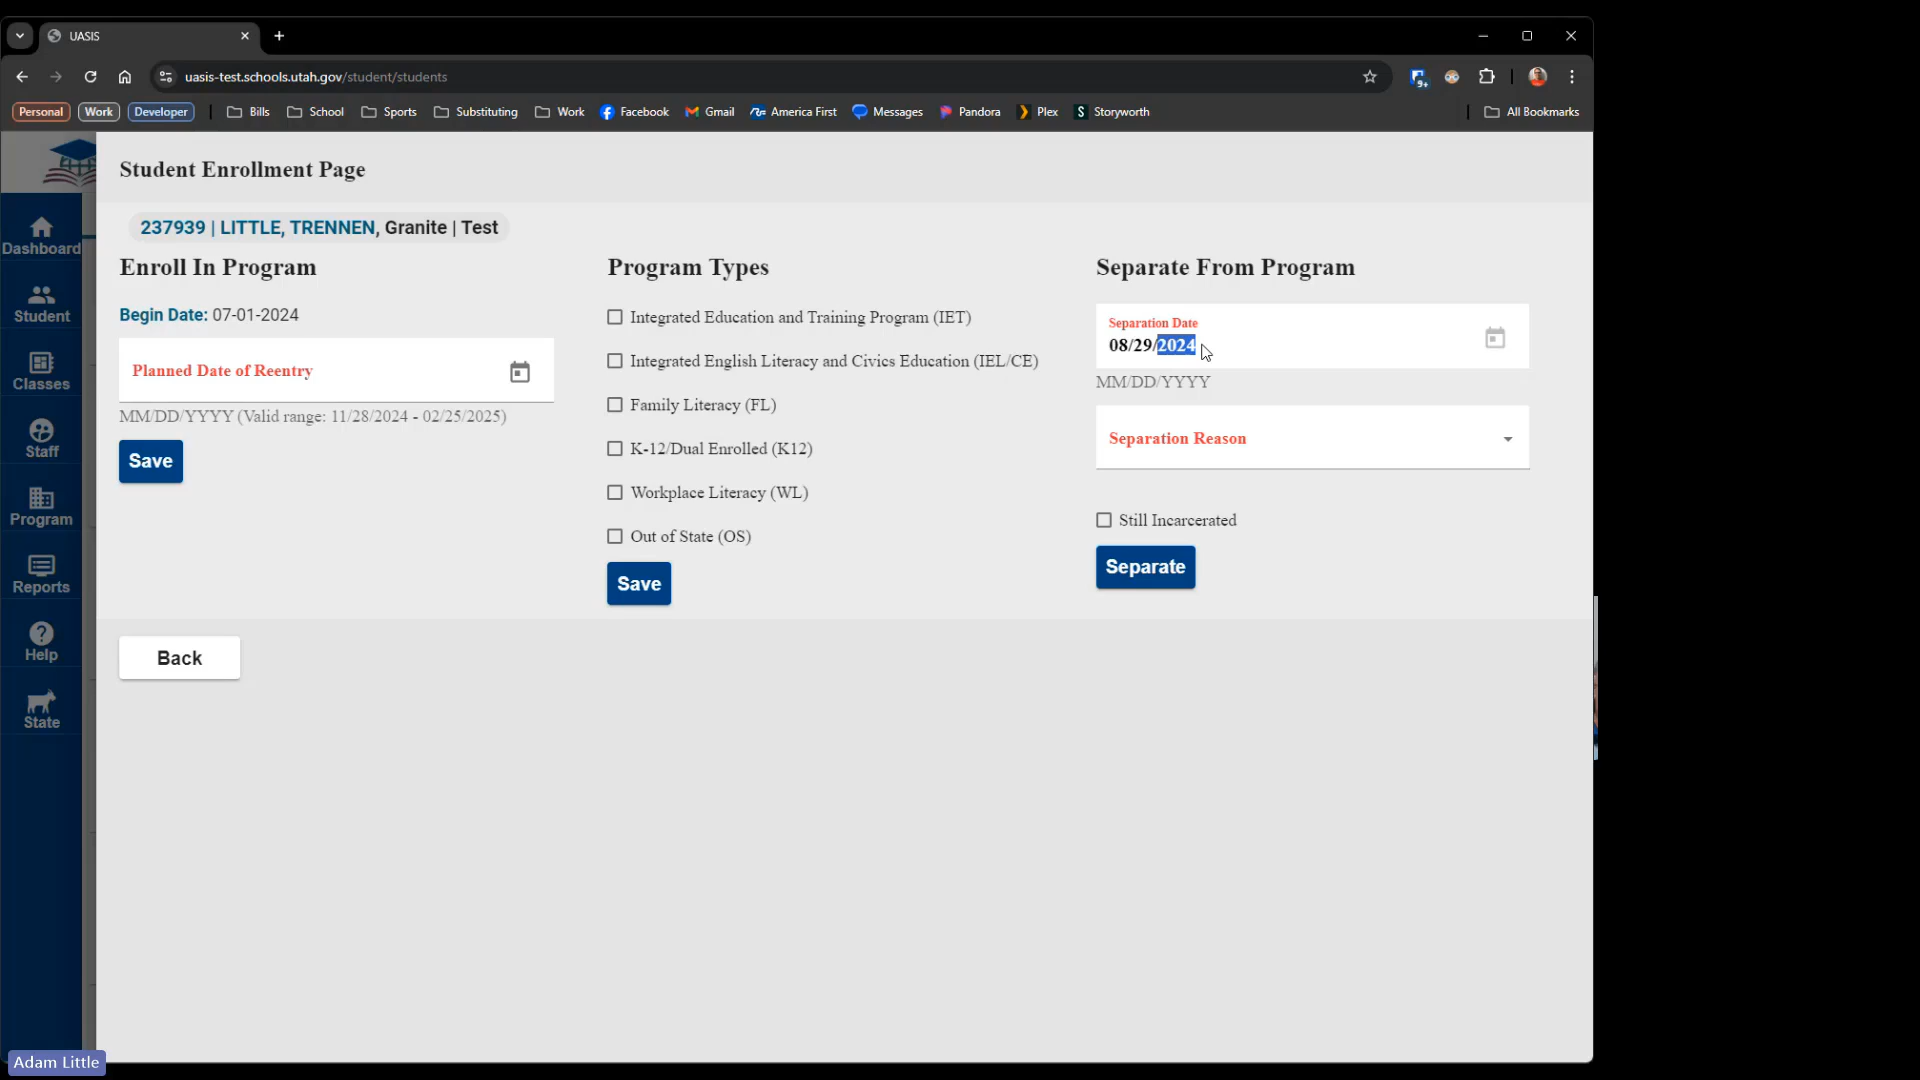 UASIS
uasis-test.schools.utah.gov/student/students
Personal Work Developer Bills School Sports Substituting Work Facebook Gmail America First Messages Pandora Plex Storyworth All Bookmarks
Student Enrollment Page
237939 | LITTLE, TRENNEN, Granite | Test
Enroll In Program
Begin Date: 07-01-2024
Planned Date of Reentry
MM/DD/YYYY (Valid range: 11/28/2024 - 02/25/2025)
Save
Program Types
Integrated Education and Training Program (IET)
Integrated English Literacy and Civics Education (IEL/CE)
Family Literacy (FL)
K-12/Dual Enrolled (K12)
Workplace Literacy (WL)
Out of State (OS)
Save
Separate From Program
Separation Date
08/29/2024
MM/DD/YYYY
Separation Reason
Still Incarcerated
Separate
Back
Dashboard
Student
Classes
Staff
Program
Reports
Help
State
Adam Little
9+